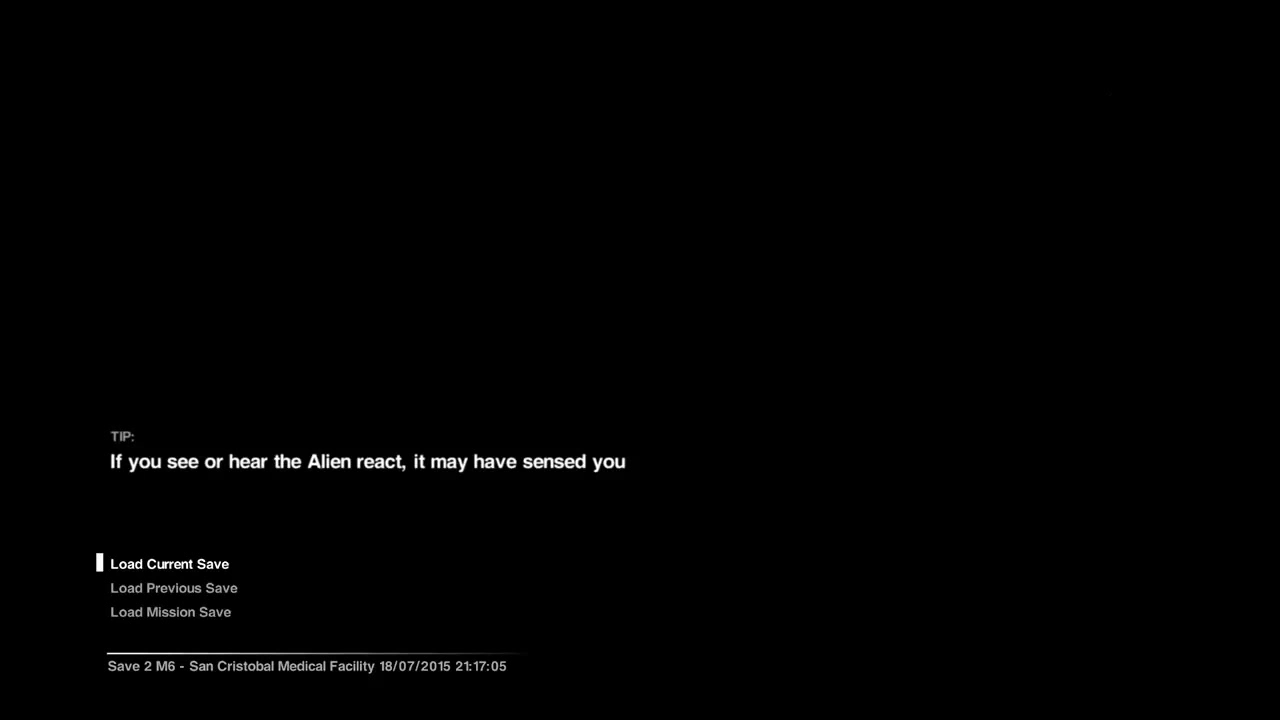 TIP:
If you see or hear the Alien react, it may have sensed you
Load Current Save
Load Previous Save
Load Mission Save
Save 2 M6 - San Cristobal Medical Facility 18/07/2015 21:17:05